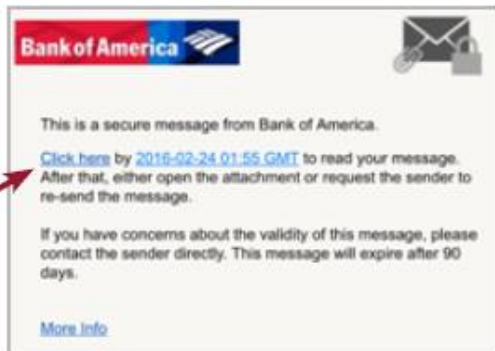 Bank of America
This is a secure message from Bank of America.
Click here by 2016-02-24 01:55 GMT to read your message.
After that, either open the attachment or request the sender to
re-send the message.
If you have concerns about the validity of this message, please
contact the sender directly. This message will expire after 90
days.
More Info